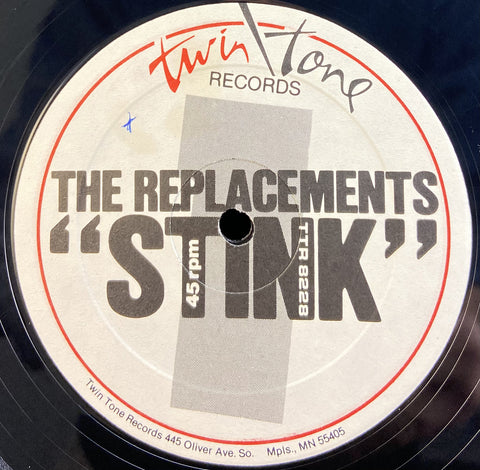 twin\tone
RECORDS
THE REPLACEMENTS
“STINK”
45 rpm
TTR 8228
Twin Tone Records 445 Oliver Ave. So. Mpls., MN 55405